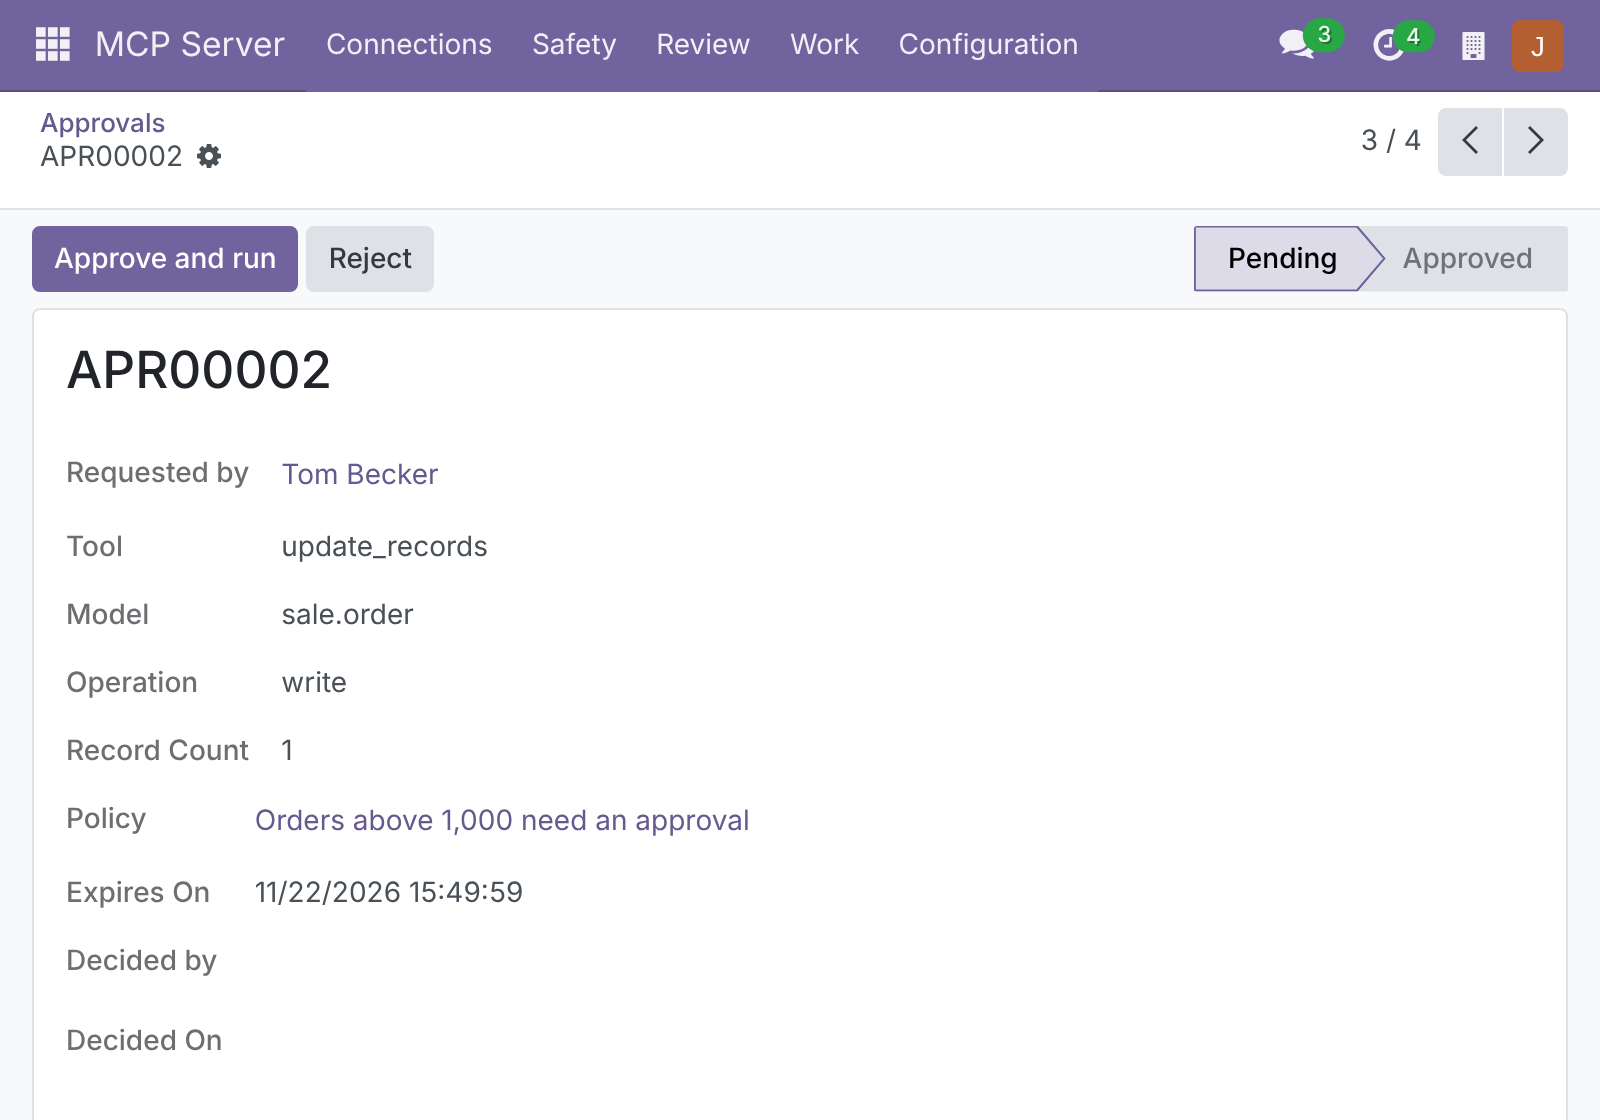 MCP Server Connections Safety Review Work Configuration 3 4 J
Approvals
APR00002
3 / 4
Approve and run Reject Pending Approved
APR00002
Requested by Tom Becker
Tool update_records
Model sale.order
Operation write
Record Count 1
Policy Orders above 1,000 need an approval
Expires On 11/22/2026 15:49:59
Decided by
Decided On